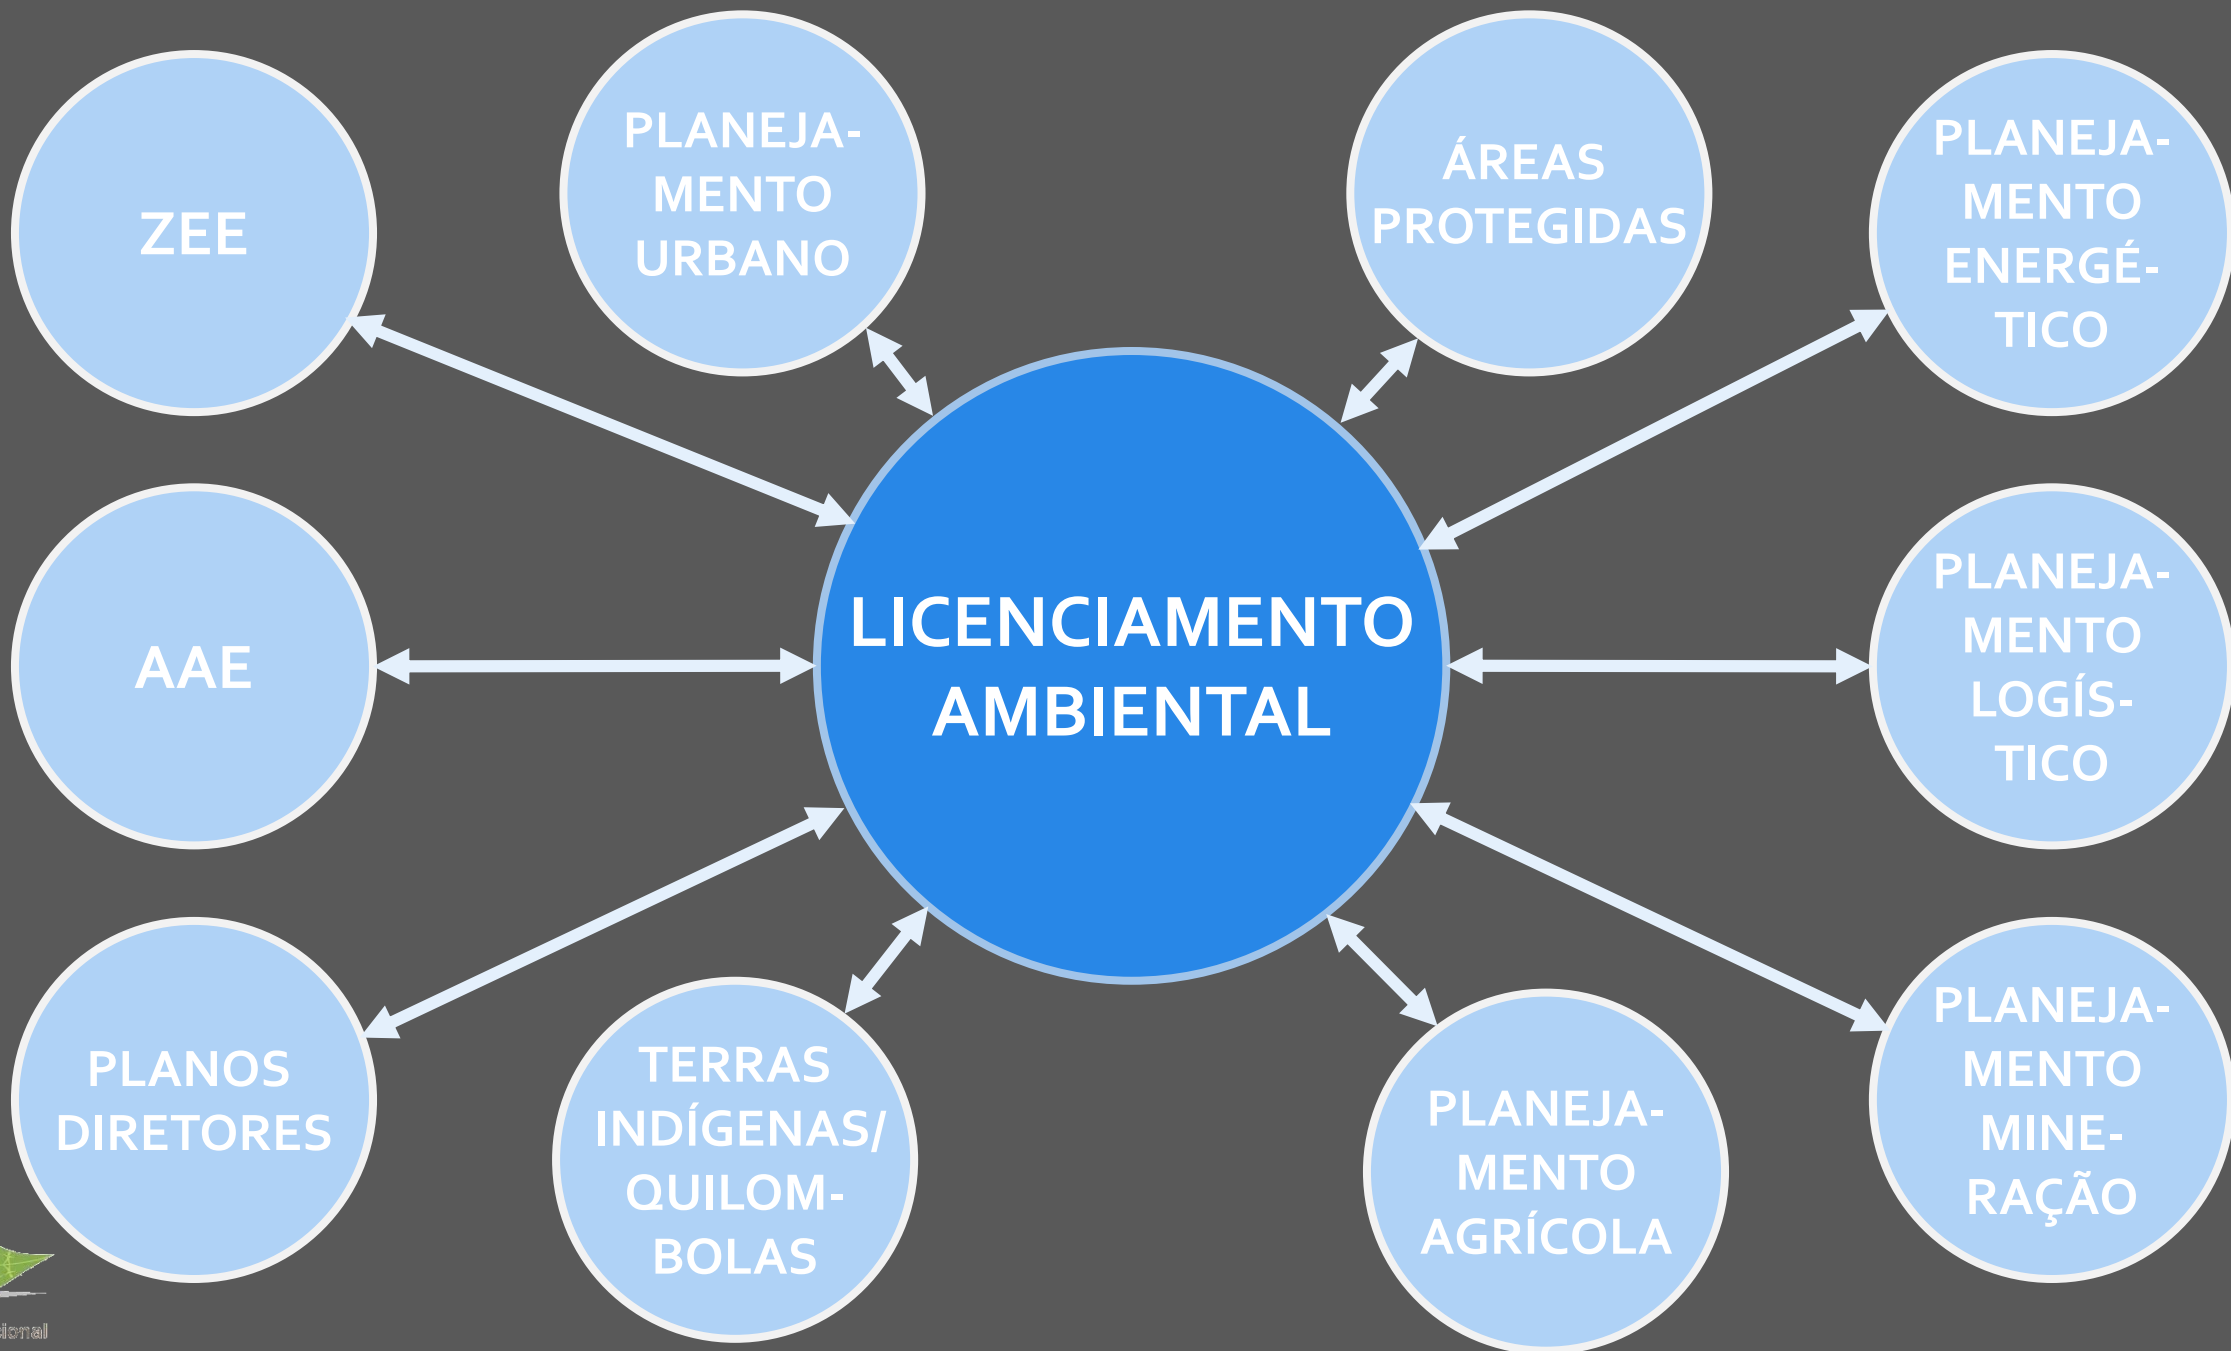 ZEE
PLANEJA-
MENTO
URBANO
ÁREAS
PROTEGIDAS
PLANEJA-
MENTO
ENERGÉ-
TICO
AAE
LICENCIAMENTO
AMBIENTAL
PLANEJA-
MENTO
LOGÍS-
TICO
PLANOS
DIRETORES
TERRAS
INDÍGENAS/
QUILOM-
BOLAS
PLANEJA-
MENTO
AGRÍCOLA
PLANEJA-
MENTO
MINE-
RAÇÃO